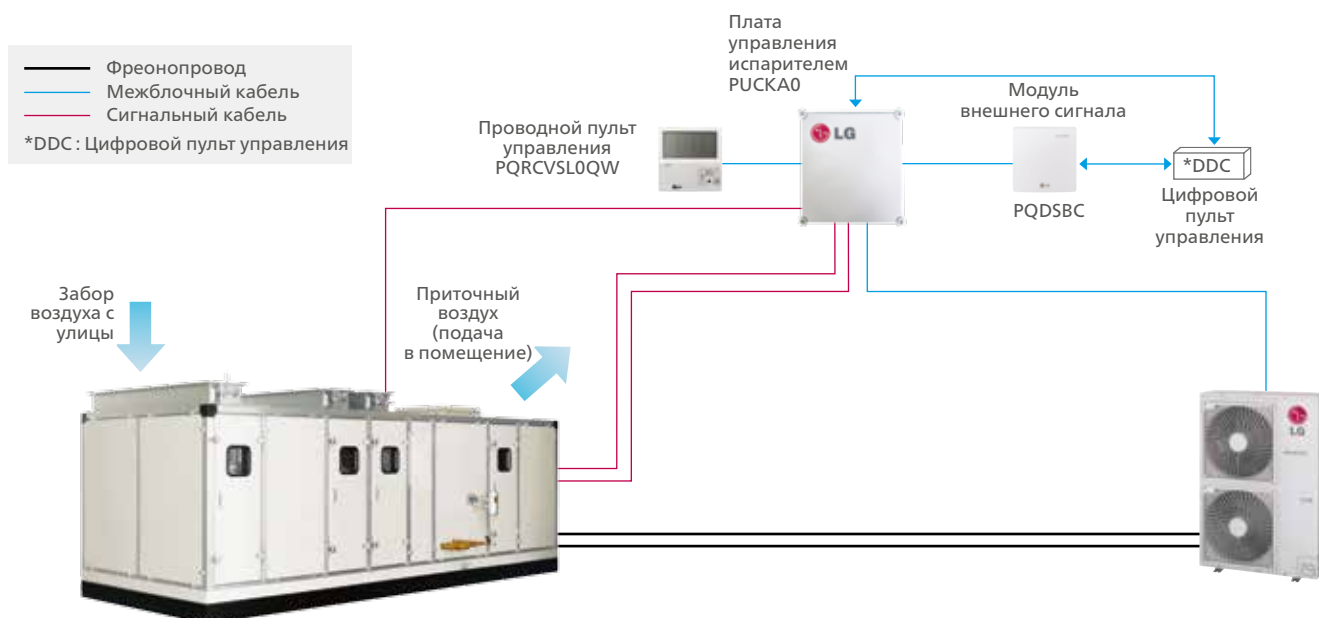 Фреонопровод
Межблочный кабель
Сигнальный кабель
*DDC : Цифровой пульт управления
Плата
управления
испарителем
PUCKA0
Проводной пульт
управления
PQRCVSL0QW
LG
Модуль
внешнего сигнала
PQDSBC
*DDC
Цифровой
пульт
управления
Забор
воздуха с
улицы
Приточный
воздух
(подача
в помещение)
LG